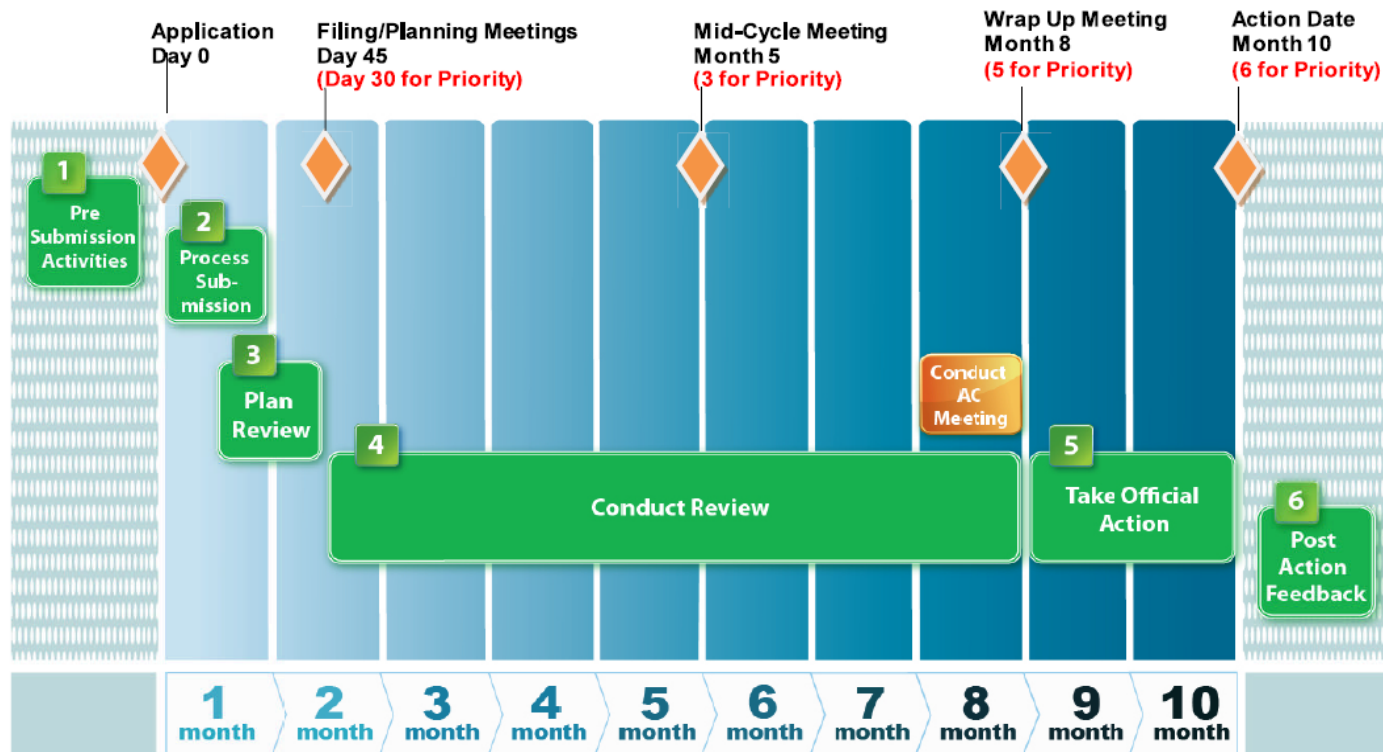 Application
Day 0
Filing/Planning Meetings
Day 45
(Day 30 for Priority)
Mid-Cycle Meeting
Month 5
(3 for Priority)
Wrap Up Meeting
Month 8
(5 for Priority)
Action Date
Month 10
(6 for Priority)
1
Pre
Submission
Activities
2
Process
Sub-
mission
3
Plan
Review
Conduct
AC
Meeting
4
Conduct Review
5
Take Official
Action
6
Post
Action
Feedback
1
month
2
month
3
month
4
month
5
month
6
month
7
month
8
month
9
month
10
month